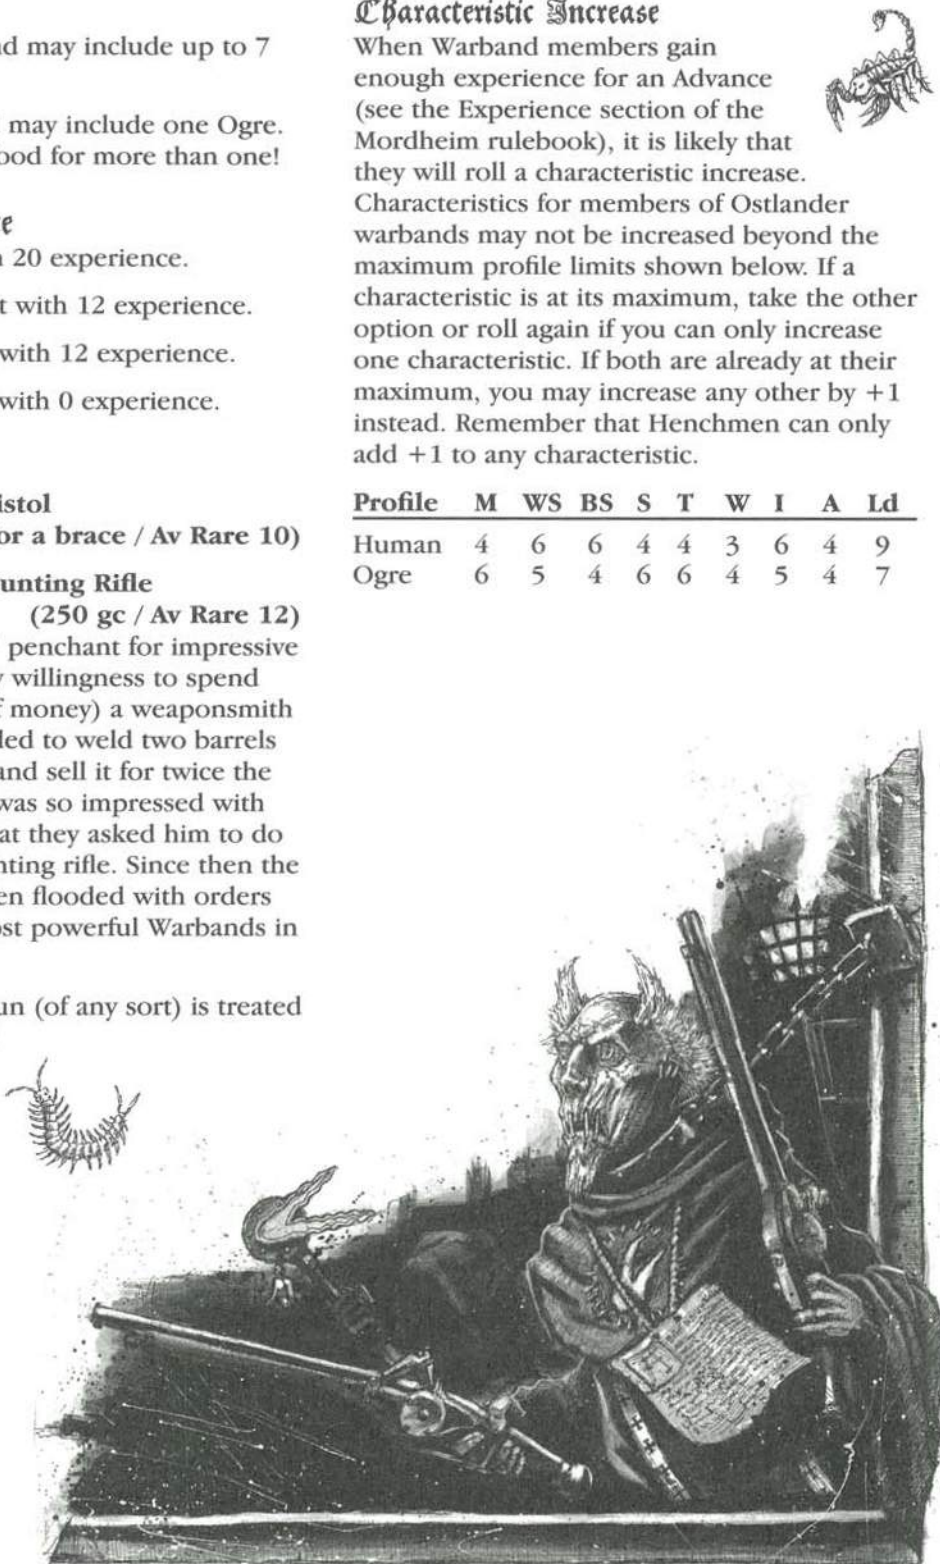 d may include up to 7
may include one Ogre.
ood for more than one!
e
20 experience.
t with 12 experience.
with 12 experience.
with 0 experience.
istol
or a brace / Av Rare 10)
unting Rifle
(250 gc / Av Rare 12)
penchant for impressive
willingness to spend
f money) a weaponsmith
led to weld two barrels
and sell it for twice the
was so impressed with
at they asked him to do
nting rifle. Since then the
en flooded with orders
ost powerful Warbands in
un (of any sort) is treated
Characteristic Increase
When Warband members gain
enough experience for an Advance
(see the Experience section of the
Mordheim rulebook), it is likely that
they will roll a characteristic increase.
Characteristics for members of Ostlander
warbands may not be increased beyond the
maximum profile limits shown below. If a
characteristic is at its maximum, take the other
option or roll again if you can only increase
one characteristic. If both are already at their
maximum, you may increase any other by +1
instead. Remember that Henchmen can only
add +1 to any characteristic.
Profile M WS BS S T W I A Ld
Human 4 6 6 4 4 3 6 4 9
Ogre 6 5 4 6 6 4 5 4 7